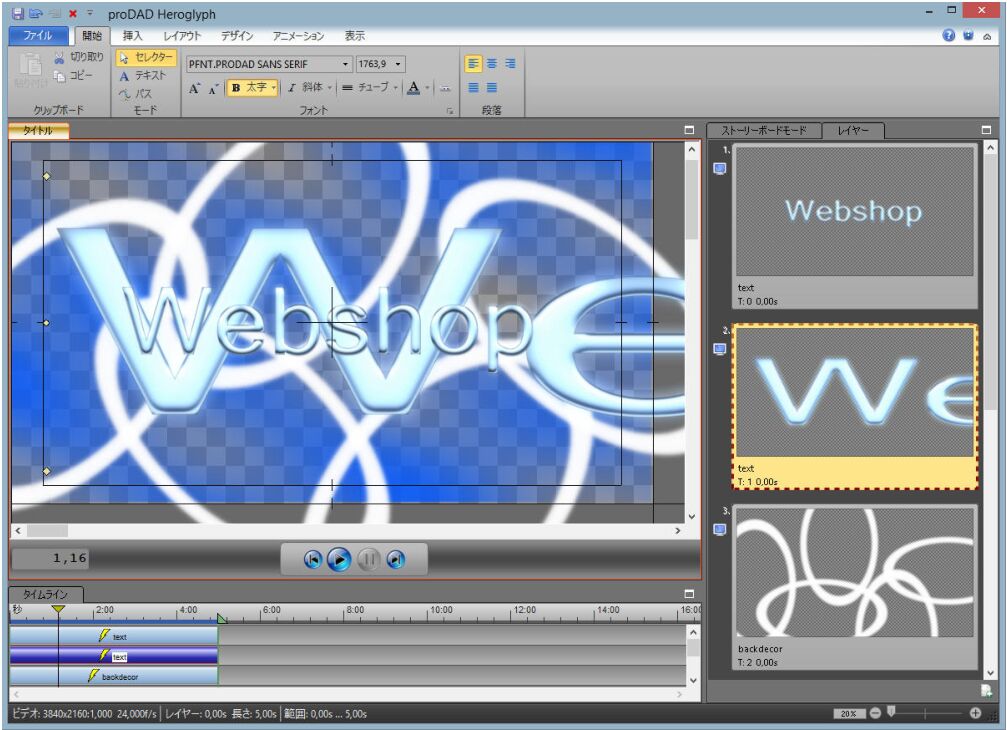 proDAD Heroglyph
ファイル 開始 挿入 レイアウト デザイン アニメーション 表示
切り取り セレクター PFNT.PRODAD SANS SERIF 1763,9
貼り付け コピー A テキスト A A B 太字 I 斜体 チューブ A
パス
クリップボード モード フォント 段落
タイトル
ストーリーボードモード レイヤー
We
Webshop
1.
Webshop
text
T: 0 0,00s
2.
We
text
T: 1 0,00s
3.
backdecor
T: 2 0,00s
1,16
タイムライン
秒 2:00 4:00 6:00 8:00 10:00 12:00 14:00 16:00
text
text
backdecor
ビデオ: 3840x2160:1,000 24,000f/s レイヤー: 0,00s 長さ: 5,00s 範囲: 0,00s ... 5,00s 20%